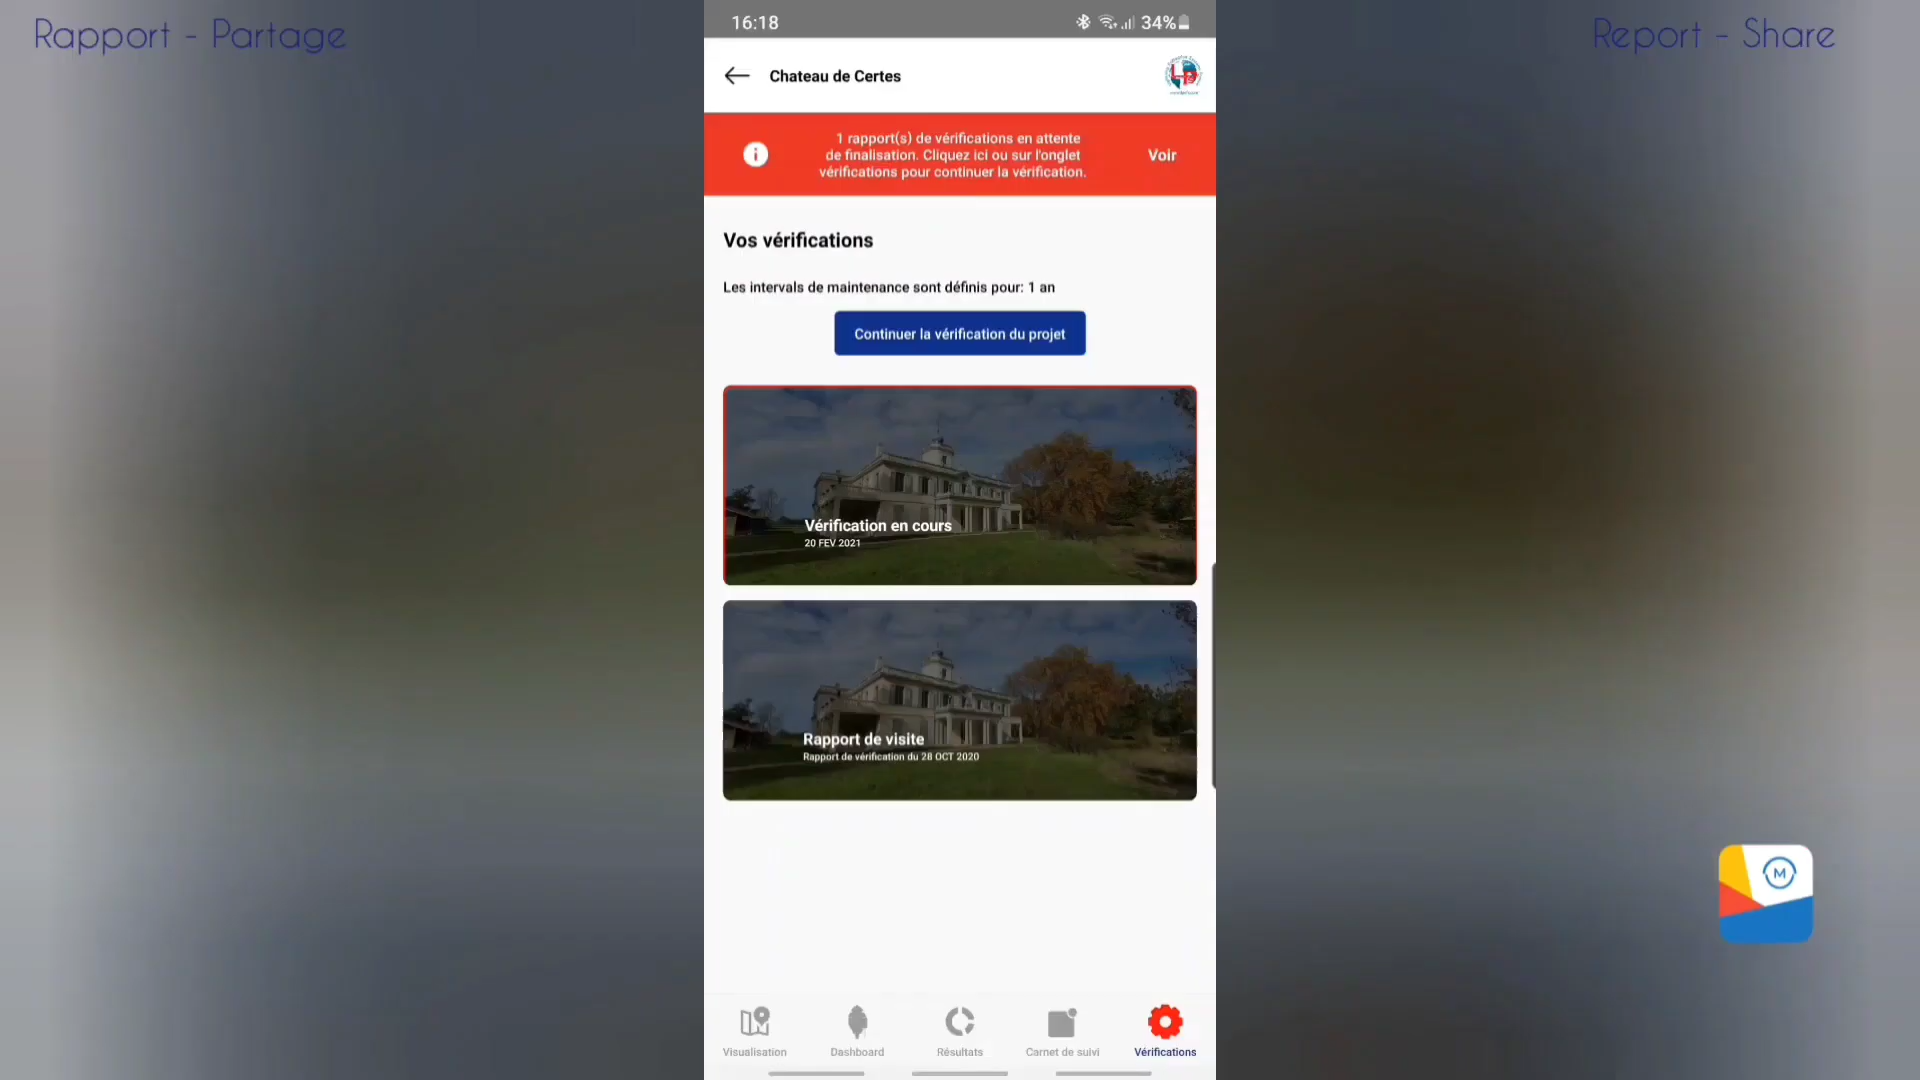 Rapport - Partage
Report - Share
16:18
34%
Chateau de Certes
1 rapport(s) de vérifications en attente
de finalisation. Cliquez ici ou sur l'onglet
vérifications pour continuer la vérification.
Voir
Vos vérifications
Les intervals de maintenance sont définis pour: 1 an
Continuer la vérification du projet
Vérification en cours
20 FEV 2021
Rapport de visite
Rapport de vérification du 28 OCT 2020
M
Visualisation
Dashboard
Résultats
Carnet de suivi
Vérifications